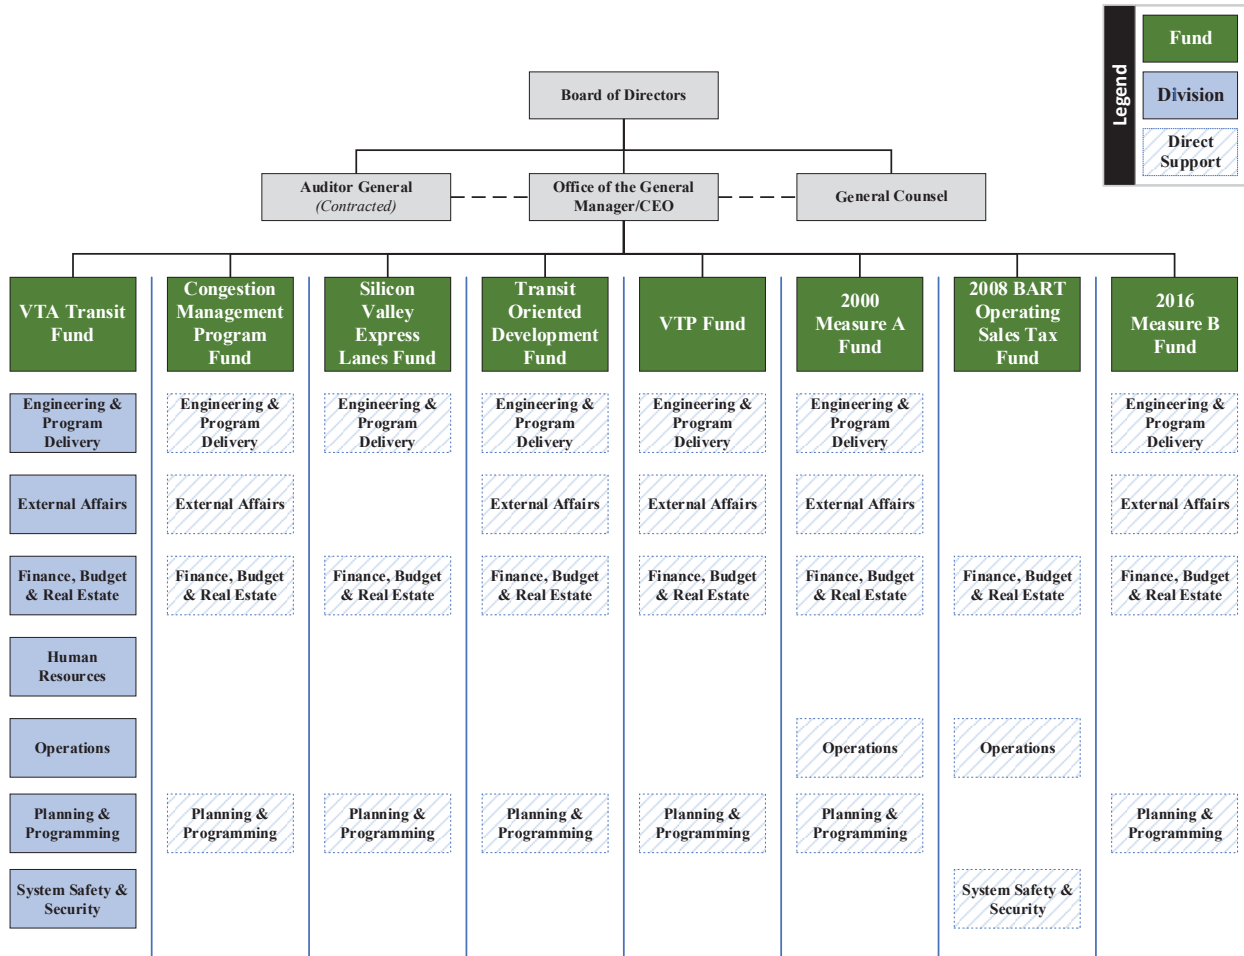 Legend
Fund
Division
Direct
Support
Board of Directors
Auditor General
(Contracted)
Office of the General
Manager/CEO
General Counsel
VTA Transit
Fund
Congestion
Management
Program
Fund
Silicon
Valley
Express
Lanes Fund
Transit
Oriented
Development
Fund
VTP Fund
2000
Measure A
Fund
2008 BART
Operating
Sales Tax
Fund
2016
Measure B
Fund
Engineering &
Program
Delivery
Engineering &
Program
Delivery
Engineering &
Program
Delivery
Engineering &
Program
Delivery
Engineering &
Program
Delivery
Engineering &
Program
Delivery
Engineering &
Program
Delivery
External Affairs
External Affairs
External Affairs
External Affairs
External Affairs
External Affairs
Finance, Budget
& Real Estate
Finance, Budget
& Real Estate
Finance, Budget
& Real Estate
Finance, Budget
& Real Estate
Finance, Budget
& Real Estate
Finance, Budget
& Real Estate
Finance, Budget
& Real Estate
Finance, Budget
& Real Estate
Human
Resources
Operations
Operations
Operations
Planning &
Programming
Planning &
Programming
Planning &
Programming
Planning &
Programming
Planning &
Programming
Planning &
Programming
Planning &
Programming
System Safety &
Security
System Safety &
Security